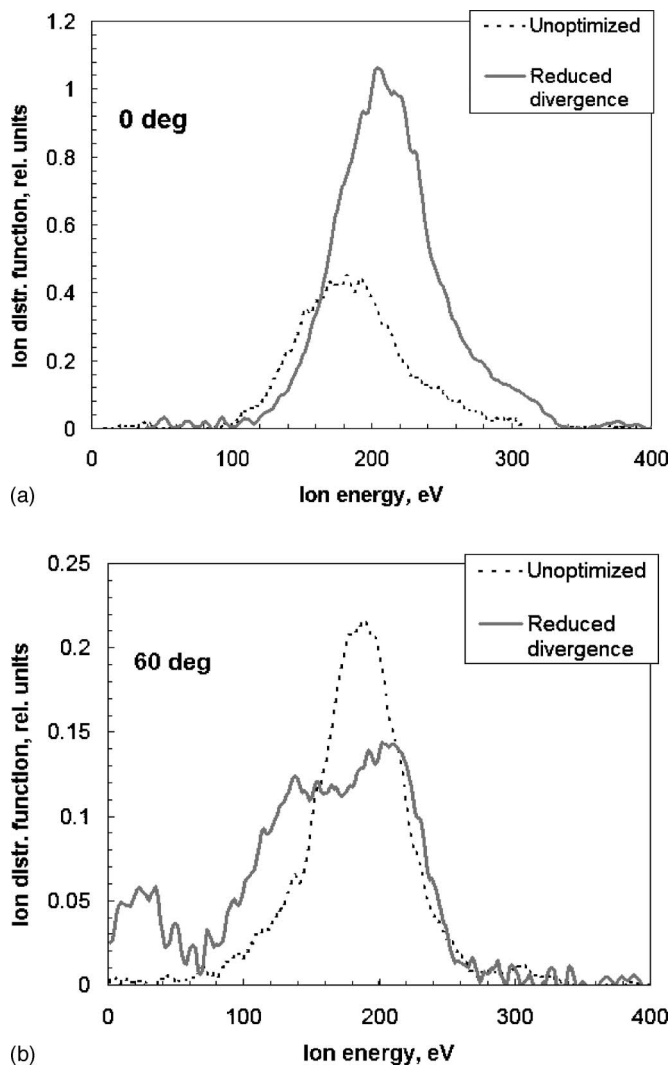 1.2
1
0.8
0.6
0.4
0.2
0
Ion distr. function, rel. units
0 deg
Unoptimized
Reduced
divergence
0 100 200 300 400
Ion energy, eV
(a)
0.25
0.2
0.15
0.1
0.05
0
Ion distr. function, rel. units
60 deg
Unoptimized
Reduced
divergence
0 100 200 300 400
Ion energy, eV
(b)